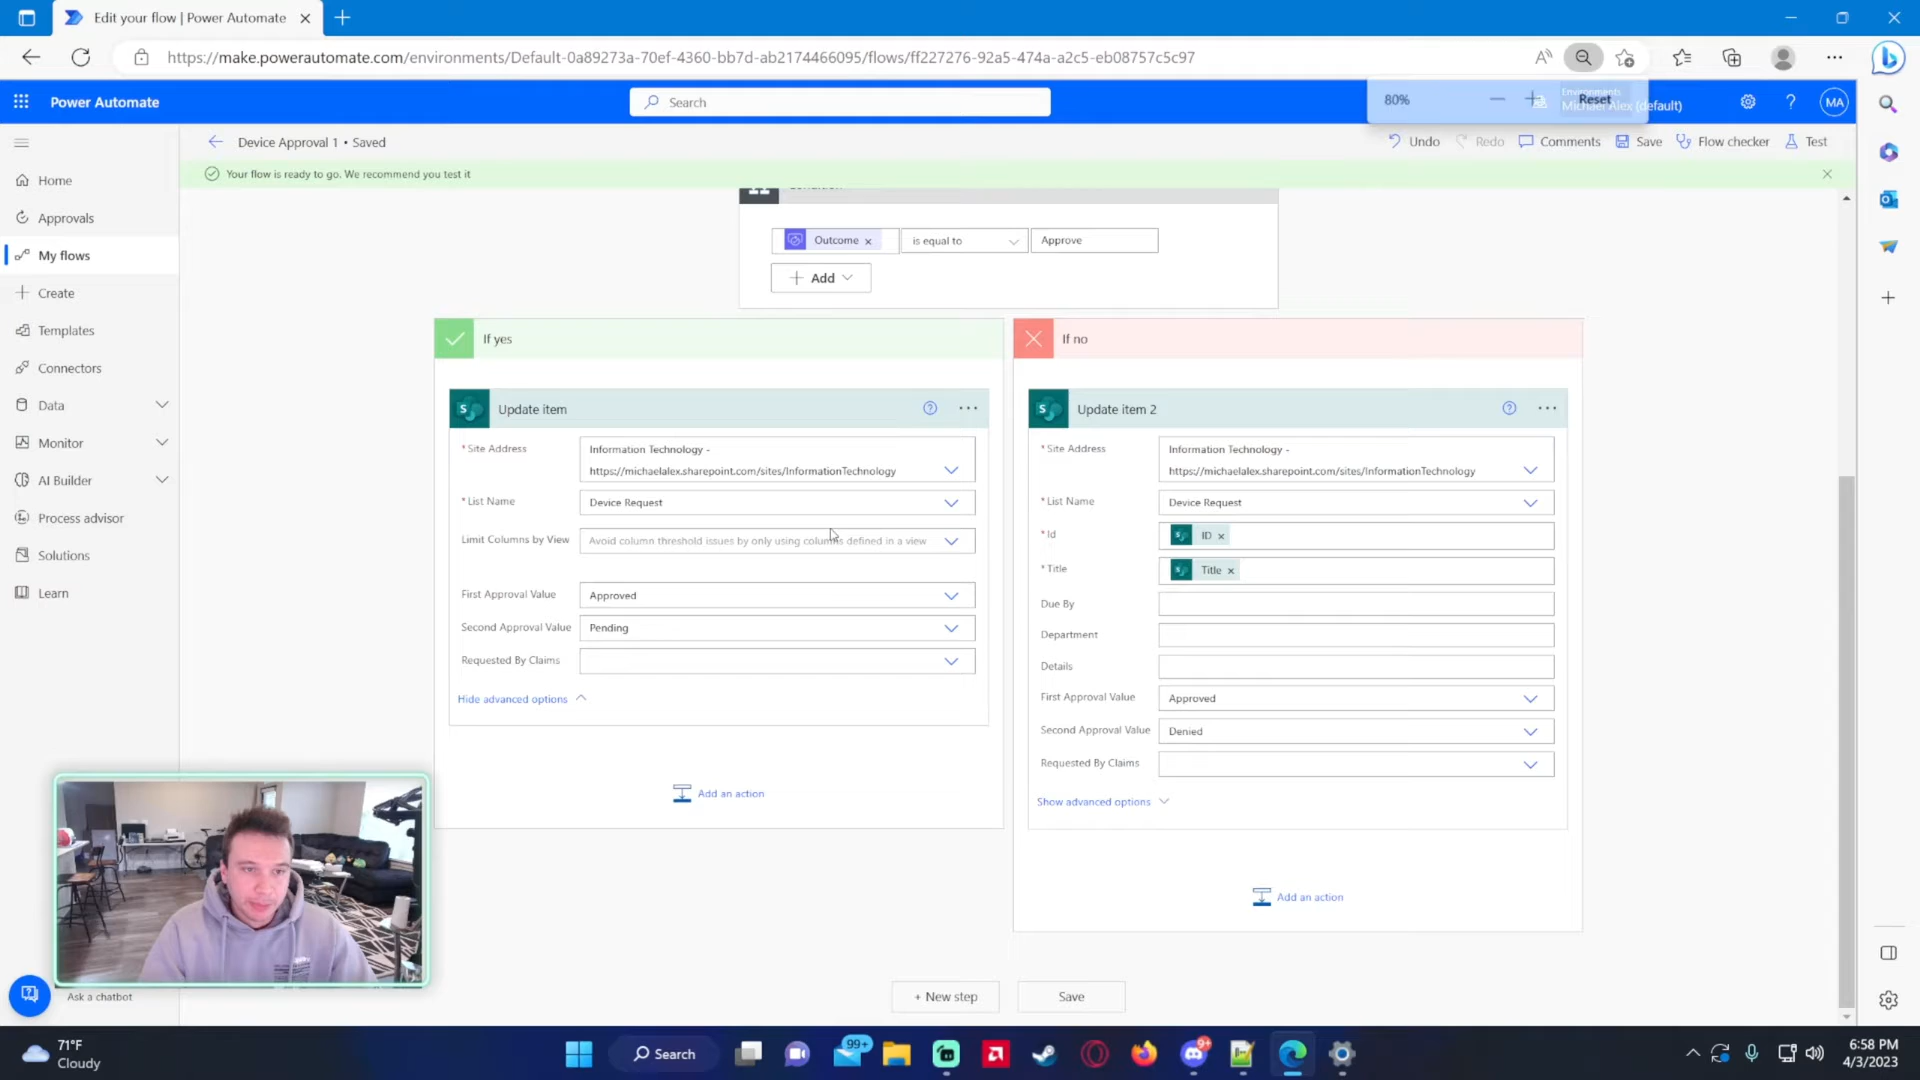 Edit your flow | Power Automate
https://make.powerautomate.com/environments/Default-0a89273a-70ef-4360-bb7d-ab2174466095/flows/ff227276-92a5-474a-a2c5-eb08757c5c97
Power Automate
Search
80%
Reset
Environments
Michael Alex (default)
?
MA
Device Approval 1 • Saved
Undo
Redo
Comments
Save
Flow checker
Test
Your flow is ready to go. We recommend you test it
Home
Approvals
My flows
Create
Templates
Connectors
Data
Monitor
AI Builder
Process advisor
Solutions
Learn
Ask a chatbot
Outcome
is equal to
Approve
Add
If yes
Update item
* Site Address
Information Technology -
https://michaelalex.sharepoint.com/sites/InformationTechnology
* List Name
Device Request
Limit Columns by View
Avoid column threshold issues by only using columns defined in a view
First Approval Value
Approved
Second Approval Value
Pending
Requested By Claims
Hide advanced options
Add an action
If no
Update item 2
* Site Address
Information Technology -
https://michaelalex.sharepoint.com/sites/InformationTechnology
* List Name
Device Request
* Id
ID
* Title
Title
Due By
Department
Details
First Approval Value
Approved
Second Approval Value
Denied
Requested By Claims
Show advanced options
Add an action
+ New step
Save
71°F
Cloudy
Search
99+
9+
6:58 PM
4/3/2023